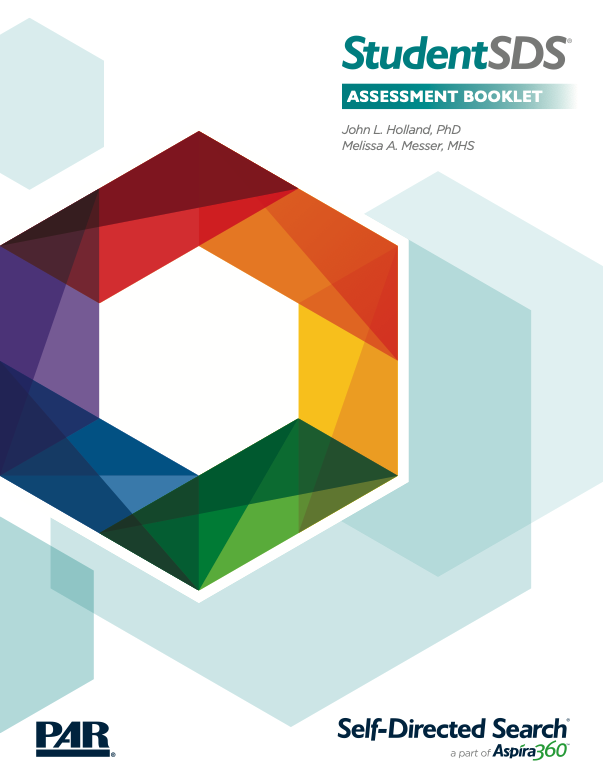 StudentSDS®
ASSESSMENT BOOKLET
John L. Holland, PhD
Melissa A. Messer, MHS
PAR®
Self-Directed Search®
a part of Aspira360™